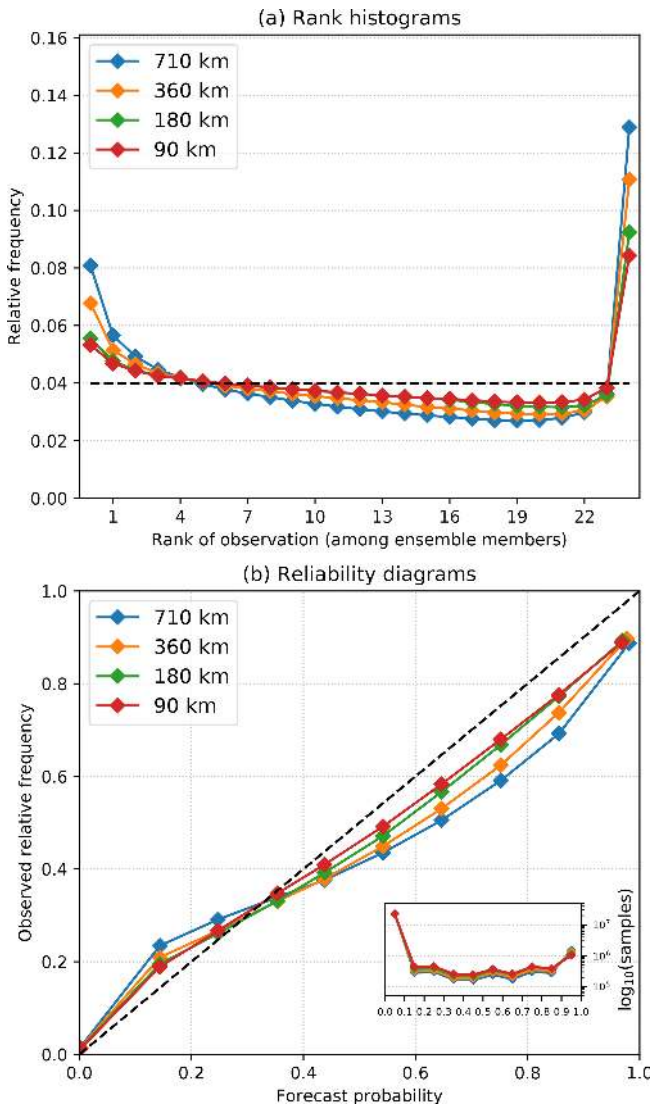 (a) Rank histograms
0.16
0.14
0.12
0.10
0.08
0.06
0.04
0.02
0.00
Relative frequency
710 km
360 km
180 km
90 km
1 4 7 10 13 16 19 22
Rank of observation (among ensemble members)
(b) Reliability diagrams
1.0
0.8
0.6
0.4
0.2
0.0
Observed relative frequency
710 km
360 km
180 km
90 km
10⁷
10⁶
10⁵
log₁₀(samples)
0.0 0.1 0.2 0.3 0.4 0.5 0.6 0.7 0.8 0.9 1.0
0.0 0.2 0.4 0.6 0.8 1.0
Forecast probability